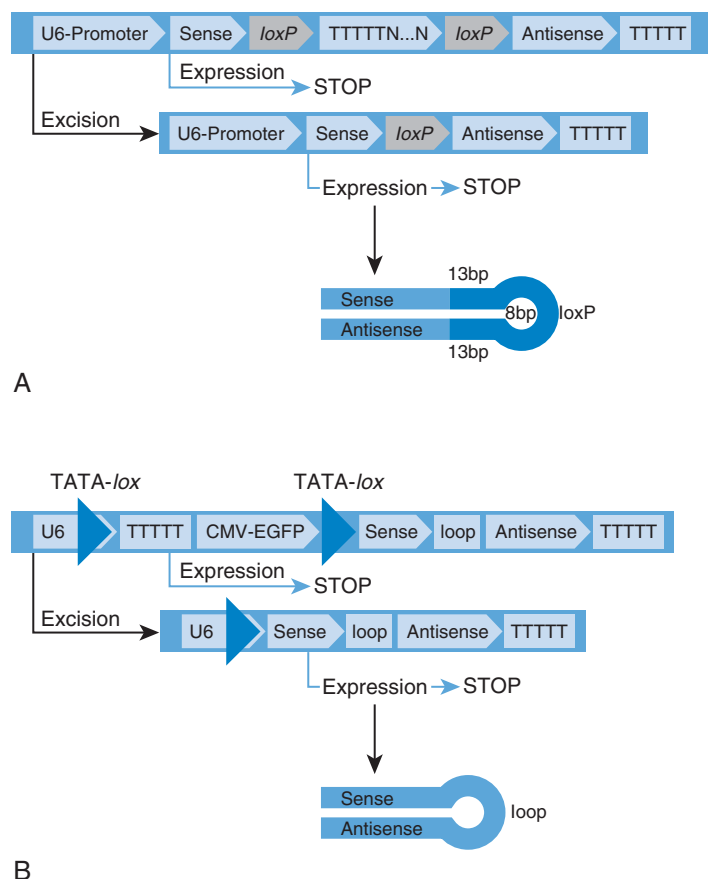 U6-Promoter Sense loxP TTTTTN...N loxP Antisense TTTTT
Expression
STOP
Excision
U6-Promoter Sense loxP Antisense TTTTT
Expression STOP
13bp
Sense
8bp loxP
Antisense
13bp
A
TATA-lox TATA-lox
U6 TTTTT CMV-EGFP Sense loop Antisense TTTTT
Expression
STOP
Excision
U6 Sense loop Antisense TTTTT
Expression STOP
Sense
loop
Antisense
B